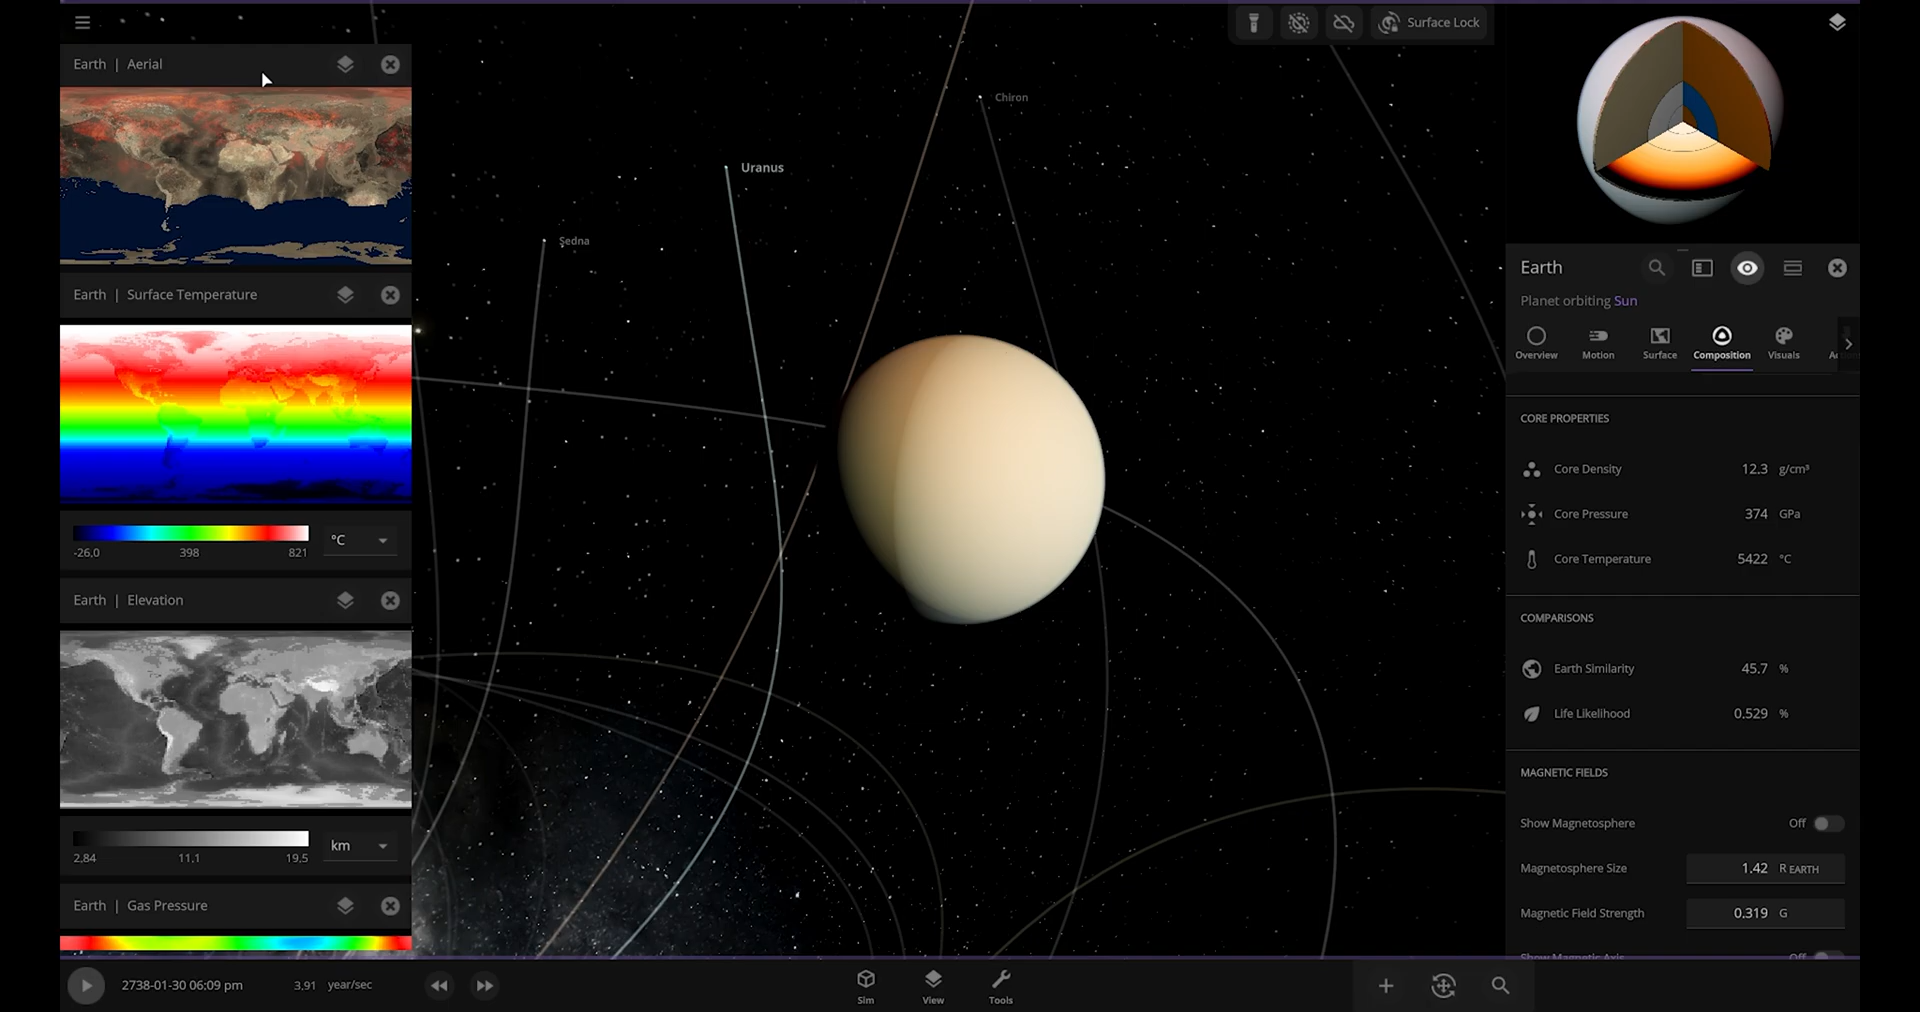 Surface Lock
Earth | Aerial
Chiron
Uranus
Sedna
Earth | Surface Temperature
-26,0 398 821
°C
Earth | Elevation
2.84 11.1 19.5
km
Earth | Gas Pressure
Earth
Planet orbiting Sun
Overview Motion Surface Composition Visuals
CORE PROPERTIES
Core Density 12.3 g/cm³
Core Pressure 374 GPa
Core Temperature 5422 °C
COMPARISONS
Earth Similarity 45.7 %
Life Likelihood 0.529 %
MAGNETIC FIELDS
Show Magnetosphere Off
Magnetosphere Size 1.42 R EARTH
Magnetic Field Strength 0.319 G
Show Magnetic Axis Off
2738-01-30 06:09 pm 3,91 year/sec
Sim View Tools